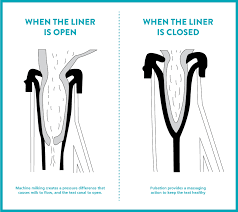 WHEN THE LINER
IS OPEN
Machine milking creates a pressure difference that
causes milk to flow, and the teat canal to open
WHEN THE LINER
IS CLOSED
Pulsation provides a massaging
action to keep the teat healthy